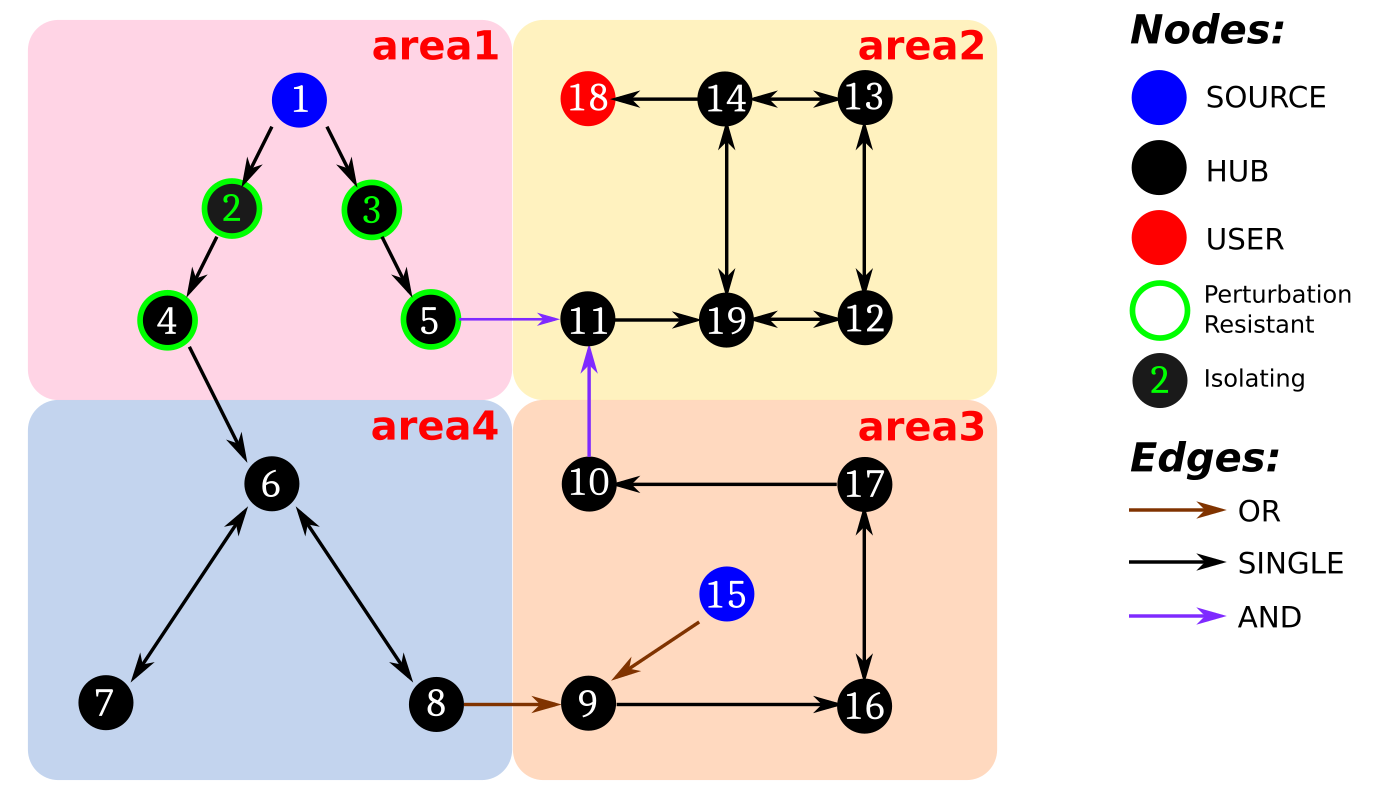 area1
area2
1
18
14
13
2
3
4
5
11
19
12
area4
area3
6
10
17
15
7
8
9
16
Nodes:
SOURCE
HUB
USER
Perturbation
Resistant
2 Isolating
Edges:
OR
SINGLE
AND